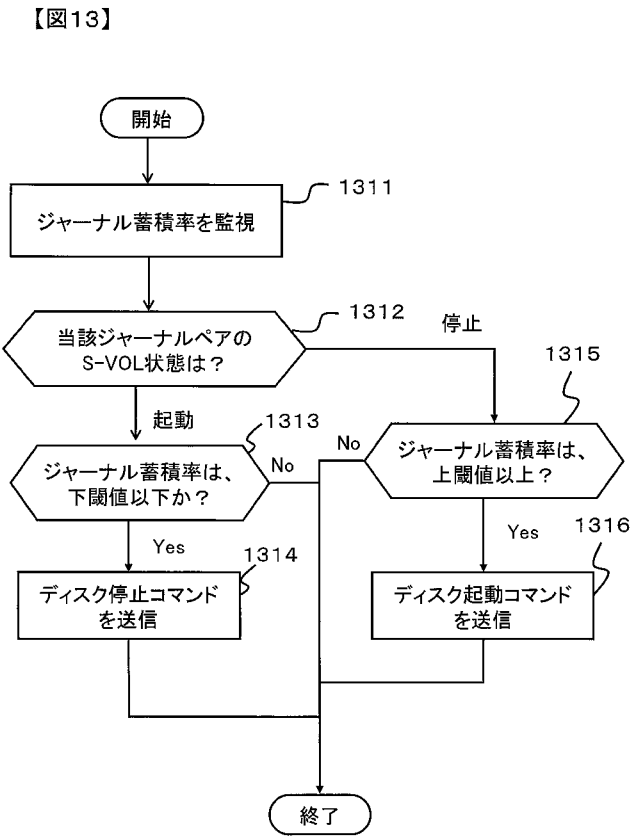 【図13】
開始
1311
ジャーナル蓄積率を監視
1312
当該ジャーナルペアの
S-VOL状態は？
停止
起動
1313
1315
ジャーナル蓄積率は、
下閾値以下か？
No
No
ジャーナル蓄積率は、
上閾値以上？
Yes
1314
Yes
1316
ディスク停止コマンド
を送信
ディスク起動コマンド
を送信
終了